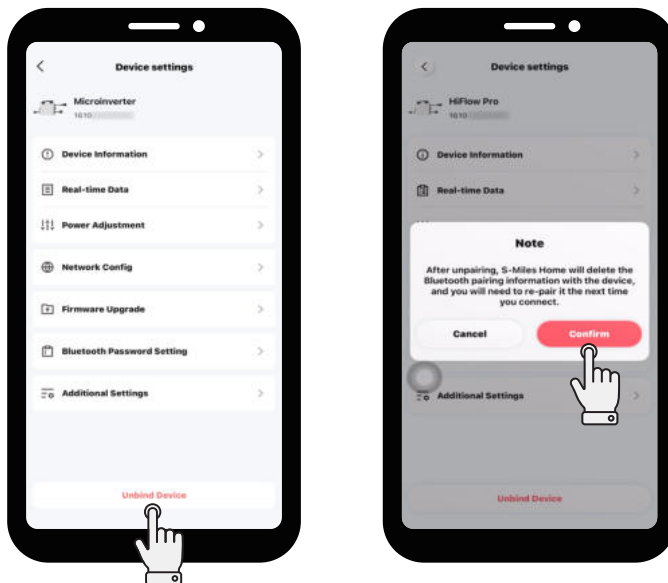 Device settings
Microinverter
1610
Device Information
Real-time Data
Power Adjustment
Network Config
Firmware Upgrade
Bluetooth Password Setting
Additional Settings
Unbind Device
Device settings
HiFlow Pro
1610
Device Information
Real-time Data
Note
After unpairing, S-Miles Home will delete the
Bluetooth pairing information with the device,
and you will need to re-pair it the next time
you connect.
Cancel Confirm
Additional Settings
Unbind Device